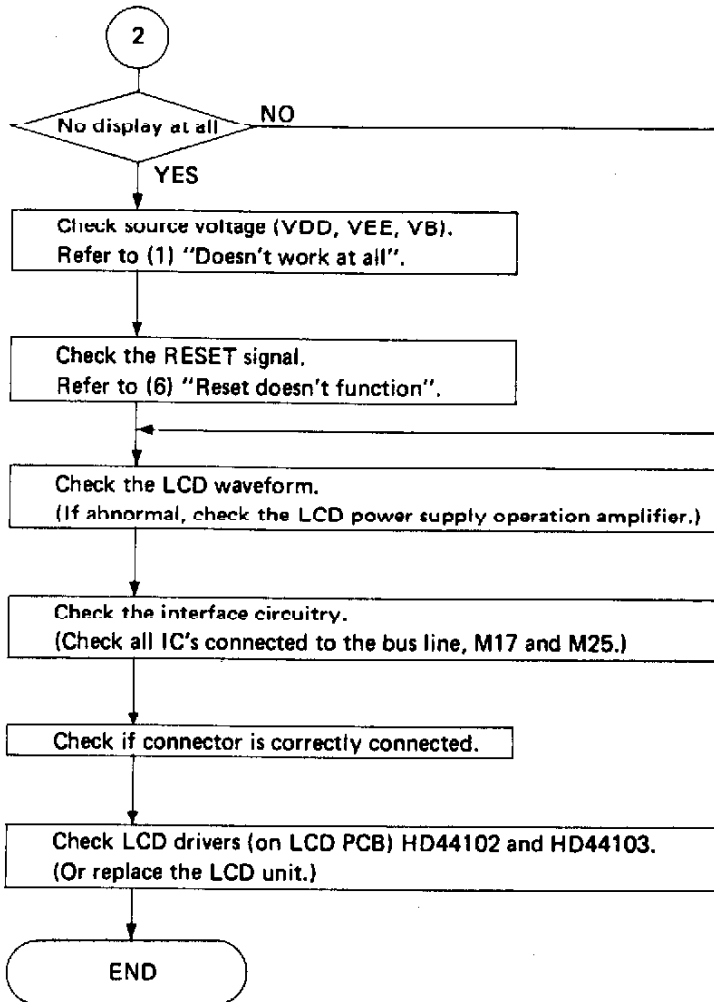 2
No display at all
NO
YES
Check source voltage (VDD, VEE, VB).
Refer to (1) "Doesn't work at all".
Check the RESET signal.
Refer to (6) "Reset doesn't function".
Check the LCD waveform.
(If abnormal, check the LCD power supply operation amplifier.)
Check the interface circuitry.
(Check all IC's connected to the bus line, M17 and M25.)
Check if connector is correctly connected.
Check LCD drivers (on LCD PCB) HD44102 and HD44103.
(Or replace the LCD unit.)
END